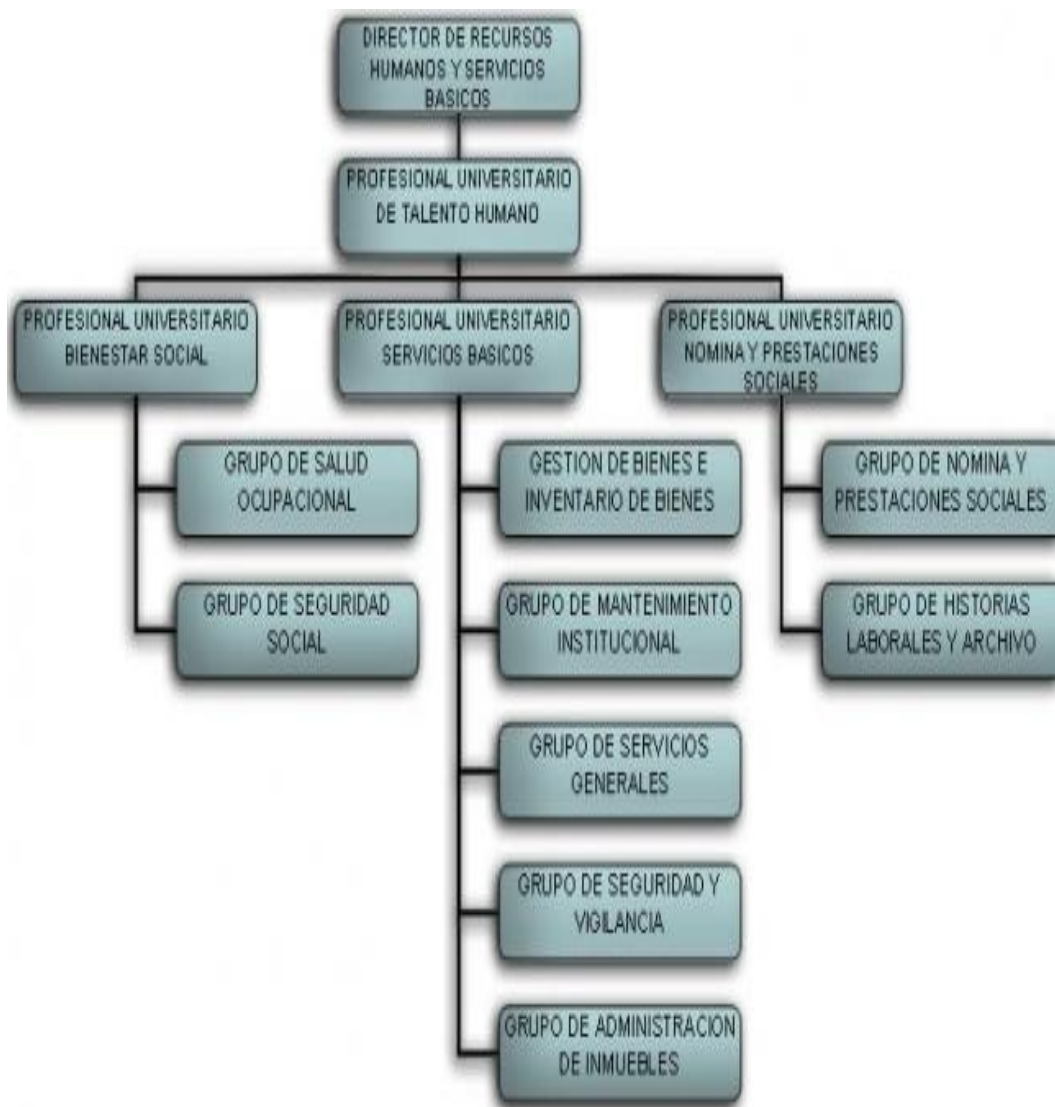 DIRECTOR DE RECURSOS
HUMANOS Y SERVICIOS
BASICOS
PROFESIONAL UNIVERSITARIO
DE TALENTO HUMANO
PROFESIONAL UNIVERSITARIO
BIENESTAR SOCIAL
PROFESIONAL UNIVERSITARIO
SERVICIOS BASICOS
PROFESIONAL UNIVERSITARIO
NOMINA Y PRESTACIONES
SOCIALES
GRUPO DE SALUD
OCUPACIONAL
GRUPO DE SEGURIDAD
SOCIAL
GESTION DE BIENES E
INVENTARIO DE BIENES
GRUPO DE MANTENIMIENTO
INSTITUCIONAL
GRUPO DE SERVICIOS
GENERALES
GRUPO DE SEGURIDAD Y
VIGILANCIA
GRUPO DE ADMINISTRACION
DE INMUEBLES
GRUPO DE NOMINA Y
PRESTACIONES SOCIALES
GRUPO DE HISTORIAS
LABORALES Y ARCHIVO